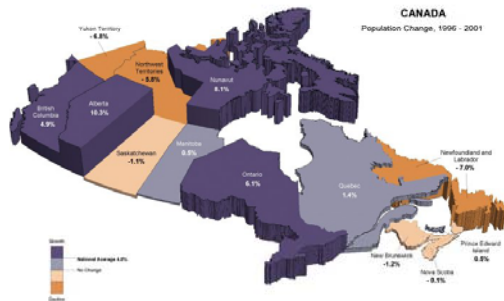 CANADA
Population Change, 1996 - 2001
Yukon Territory
- 6.8%
Northwest
Territories
- 5.8%
Nunavut
8.1%
British
Columbia
4.9%
Alberta
10.3%
Saskatchewan
-1.1%
Manitoba
0.5%
Ontario
6.1%
Quebec
1.4%
Newfoundland and
Labrador
- 7.0%
Prince Edward
Island
0.5%
New Brunswick
-1.2%
Nova Scotia
- 0.1%
Growth
National Average 4.0%
No Change
Decline